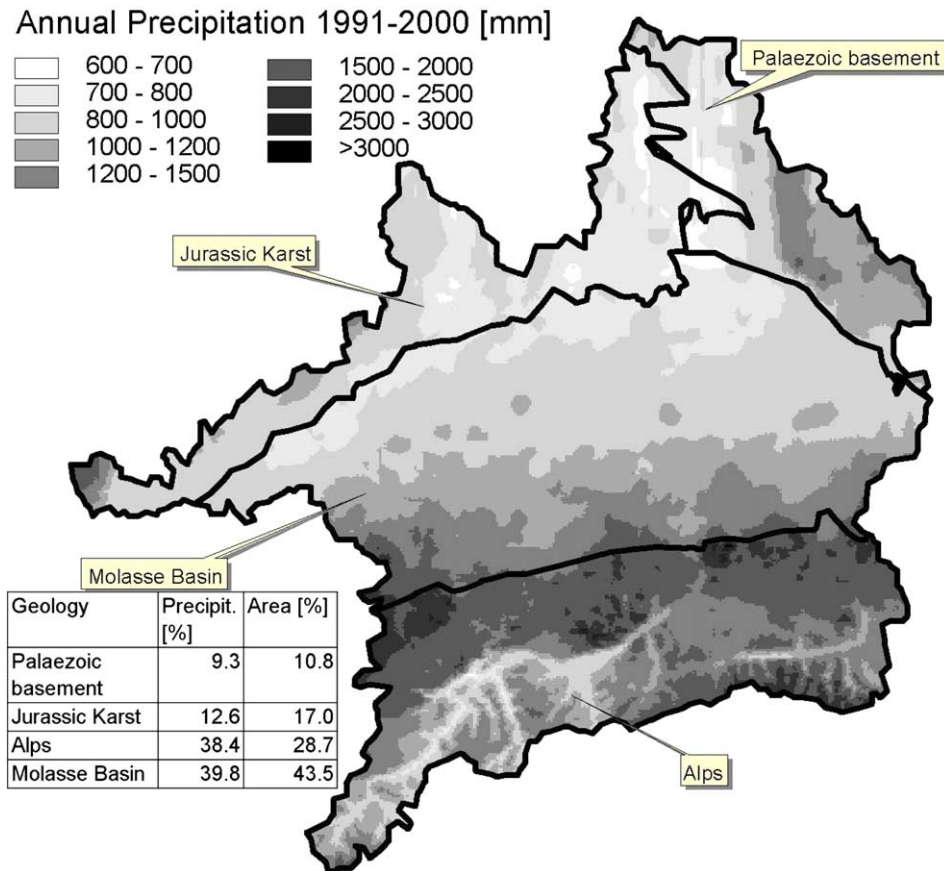 Annual Precipitation 1991-2000 [mm]
600 - 700
700 - 800
800 - 1000
1000 - 1200
1200 - 1500
1500 - 2000
2000 - 2500
2500 - 3000
>3000
Palaezoic basement
Jurassic Karst
Molasse Basin
Alps
Geology Precipit. [%] Area [%]
Palaezoic basement 9.3 10.8
Jurassic Karst 12.6 17.0
Alps 38.4 28.7
Molasse Basin 39.8 43.5